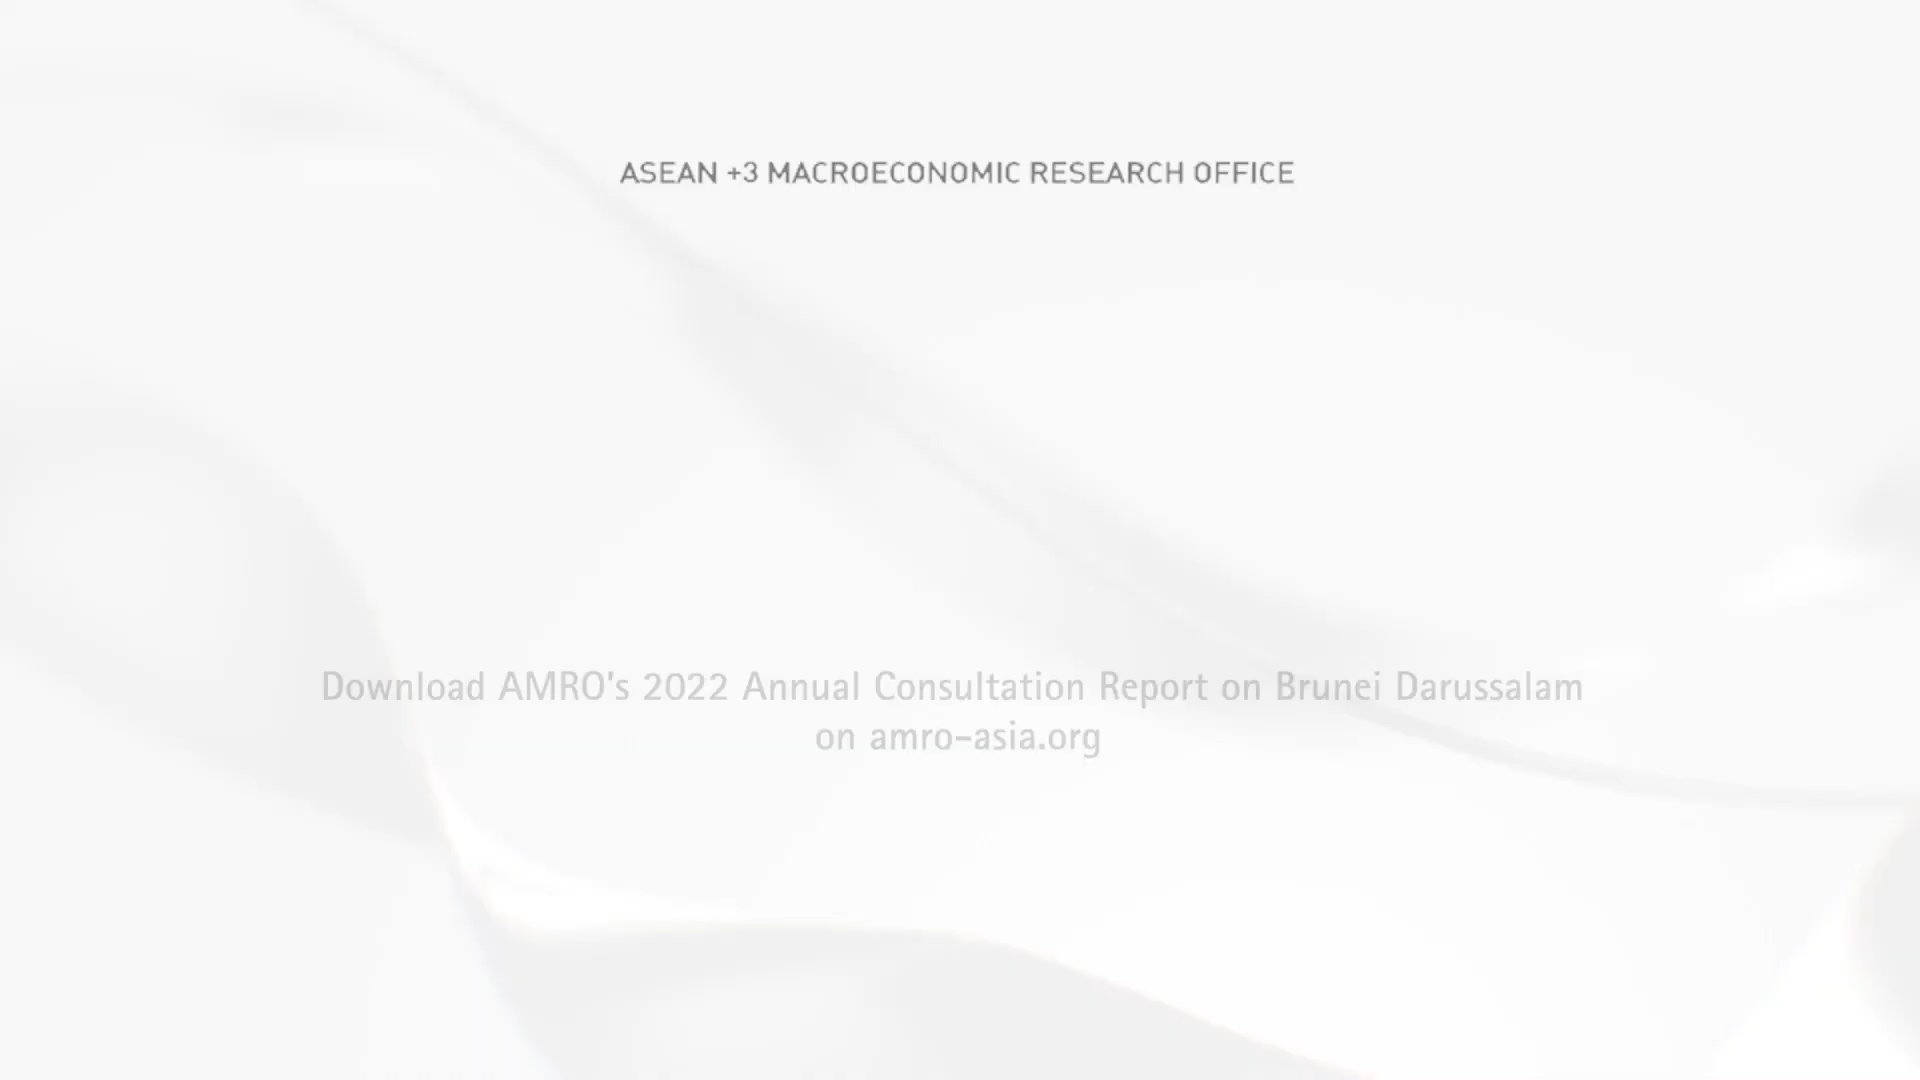 ASEAN +3 MACROECONOMIC RESEARCH OFFICE
Download AMRO's 2022 Annual Consultation Report on Brunei Darussalam
on amro-asia.org